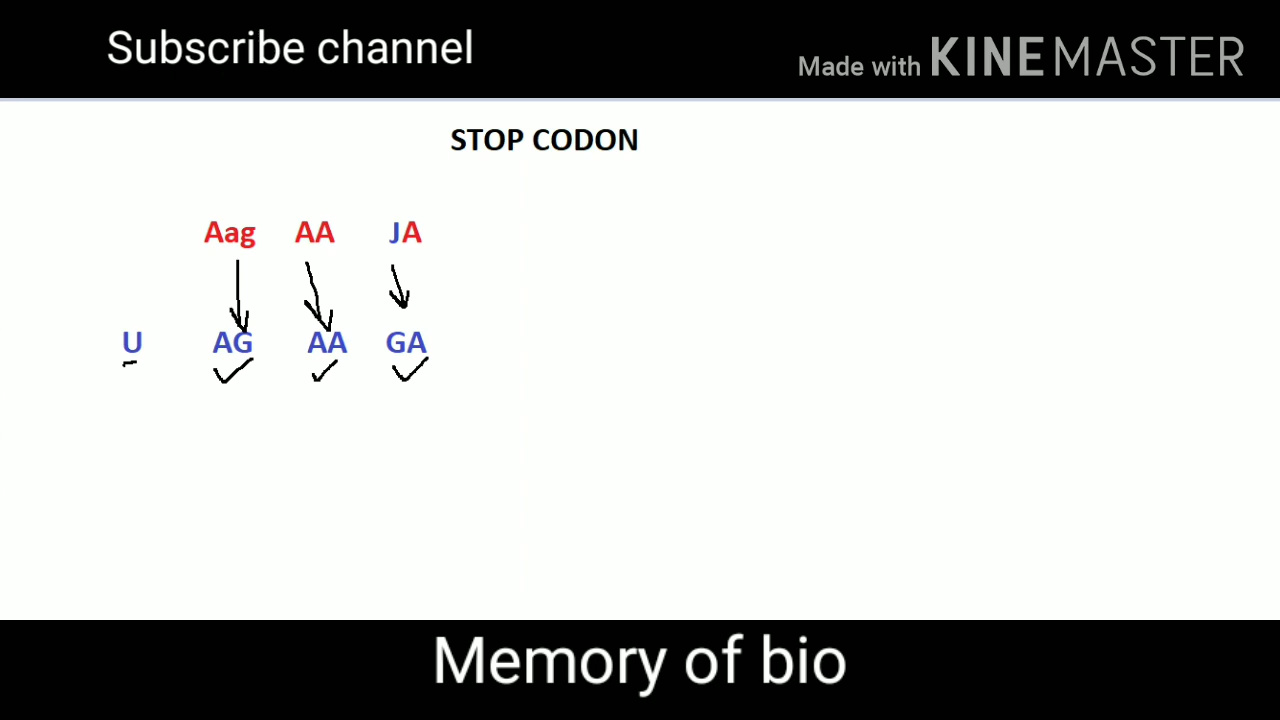 Subscribe channel
Made with KINEMASTER
STOP CODON
Aag AA JA
U AG AA GA
Memory of bio